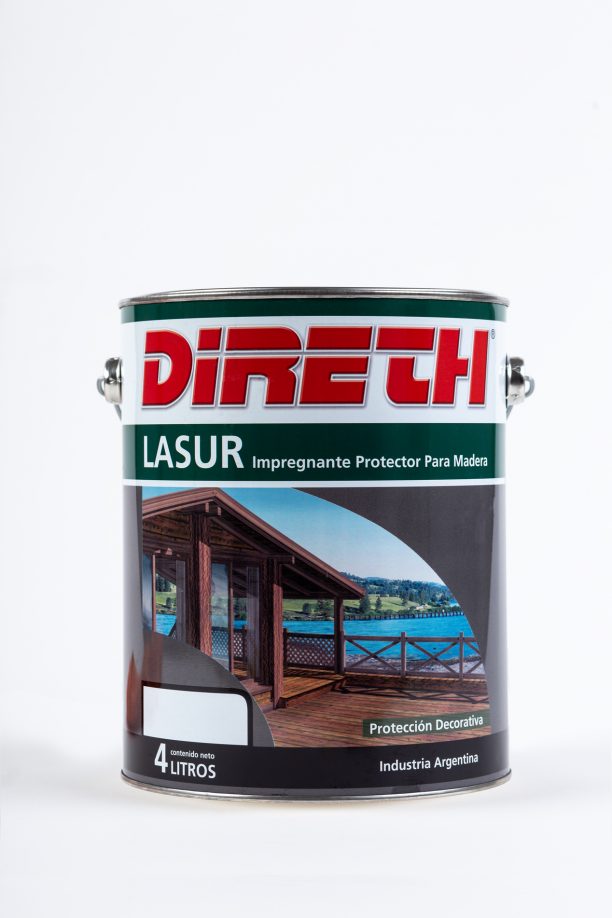 DiRETH®
LASUR Impregnante Protector Para Madera
Protección Decorativa
contenido neto
4 LITROS
Industria Argentina